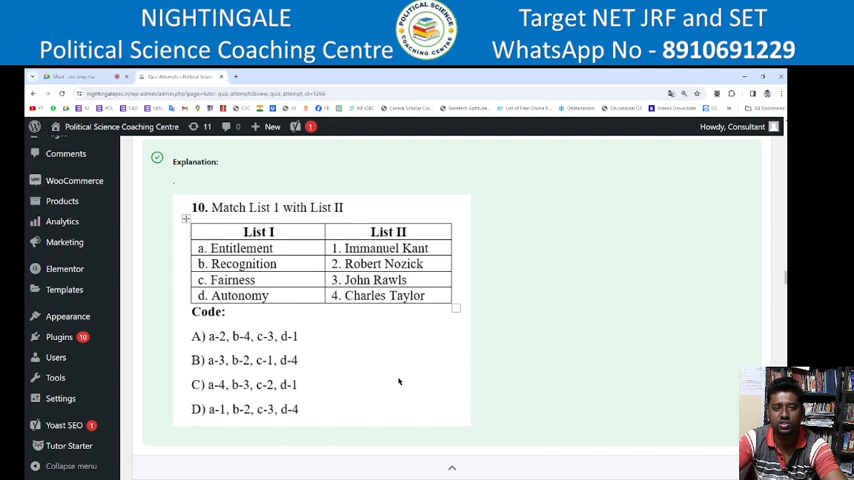 NIGHTINGALE
Political Science Coaching Centre
POLITICAL SCIENCE
COACHING CENTRE
Target NET JRF and SET
WhatsApp No - 8910691229
Political Science Coaching Centre
11
0
New
1
Howdy, Consultant
Comments
WooCommerce
Products
Analytics
Marketing
Elementor
Templates
Appearance
Plugins 10
Users
Tools
Settings
Yoast SEO 1
Tutor Starter
Collapse menu
Explanation:
.
10. Match List 1 with List II
List I List II
a. Entitlement 1. Immanuel Kant
b. Recognition 2. Robert Nozick
c. Fairness 3. John Rawls
d. Autonomy 4. Charles Taylor
Code:
A) a-2, b-4, c-3, d-1
B) a-3, b-2, c-1, d-4
C) a-4, b-3, c-2, d-1
D) a-1, b-2, c-3, d-4